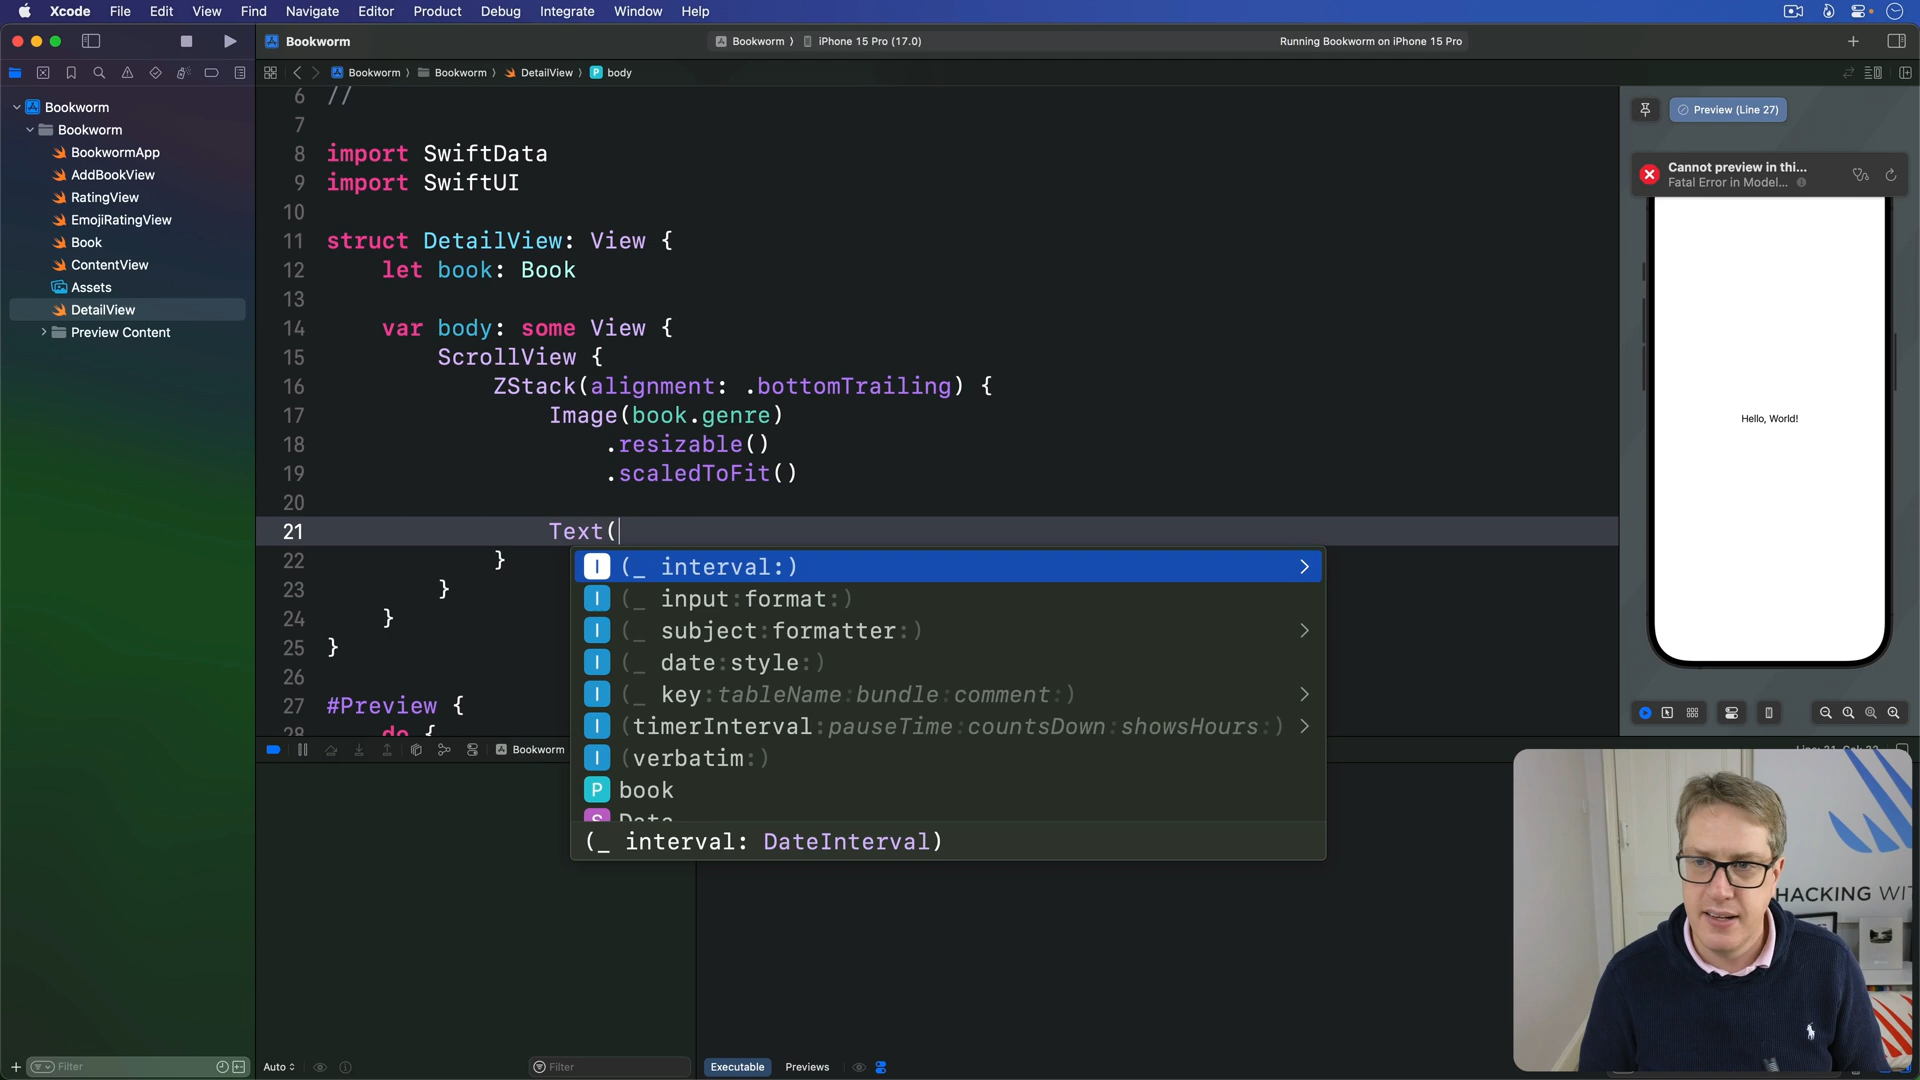 Xcode File Edit View Find Navigate Editor Product Debug Integrate Window Help
Bookworm
Bookworm iPhone 15 Pro (17.0)
Running Bookworm on iPhone 15 Pro
Bookworm Bookworm DetailView P body
Bookworm
Bookworm
BookwormApp
AddBookView
RatingView
EmojiRatingView
Book
ContentView
Assets
DetailView
Preview Content
6 //
7
8 import SwiftData
9 import SwiftUI
10
11 struct DetailView: View {
12 let book: Book
13
14 var body: some View {
15 ScrollView {
16 ZStack(alignment: .bottomTrailing) {
17 Image(book.genre)
18 .resizable()
19 .scaledToFit()
20
21 Text(
22 }
23 }
24 }
25 }
26
27 #Preview {
28 do {
I (_ interval:)
I (_ input:format:)
I (_ subject:formatter:)
I (_ date:style:)
I (_ key:tableName:bundle:comment:)
I (timerInterval:pauseTime:countsDown:showsHours:)
I (verbatim:)
P book
S Data
(_ interval: DateInterval)
Preview (Line 27)
Cannot preview in thi...
Fatal Error in Model...
Hello, World!
Bookworm
HACKING WIT
Filter
Auto
Filter
Executable Previews